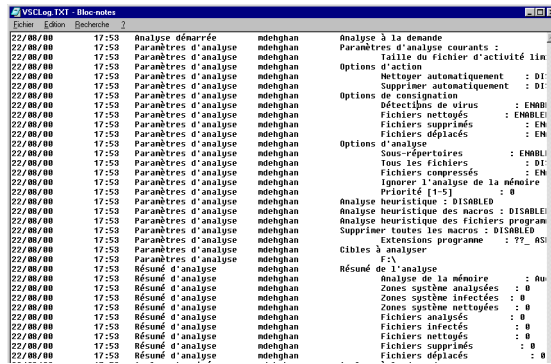 VSCLog.TXT - Bloc-notes
Fichier Edition Recherche ?
22/08/00 17:53 Analyse démarrée mdehghan Analyse à la demande
22/08/00 17:53 Paramètres d'analyse mdehghan Paramètres d'analyse courants :
22/08/00 17:53 Paramètres d'analyse mdehghan Taille du fichier d'activité lim
22/08/00 17:53 Paramètres d'analyse mdehghan Options d'action
22/08/00 17:53 Paramètres d'analyse mdehghan Nettoyer automatiquement : DI
22/08/00 17:53 Paramètres d'analyse mdehghan Supprimer automatiquement : DI
22/08/00 17:53 Paramètres d'analyse mdehghan Options de consignation
22/08/00 17:53 Paramètres d'analyse mdehghan Détections de virus : ENABL
22/08/00 17:53 Paramètres d'analyse mdehghan Fichiers nettoyés : ENABLE
22/08/00 17:53 Paramètres d'analyse mdehghan Fichiers supprimés : EN
22/08/00 17:53 Paramètres d'analyse mdehghan Fichiers déplacés : EN
22/08/00 17:53 Paramètres d'analyse mdehghan Options d'analyse
22/08/00 17:53 Paramètres d'analyse mdehghan Sous-répertoires : ENABL
22/08/00 17:53 Paramètres d'analyse mdehghan Tous les fichiers : DI
22/08/00 17:53 Paramètres d'analyse mdehghan Fichiers compressés : EN
22/08/00 17:53 Paramètres d'analyse mdehghan Ignorer l'analyse de la mémoire
22/08/00 17:53 Paramètres d'analyse mdehghan Priorité [1-5] : 0
22/08/00 17:53 Paramètres d'analyse mdehghan Analyse heuristique : DISABLED
22/08/00 17:53 Paramètres d'analyse mdehghan Analyse heuristique des macros : DISABLE
22/08/00 17:53 Paramètres d'analyse mdehghan Analyse heuristique des fichiers program
22/08/00 17:53 Paramètres d'analyse mdehghan Supprimer toutes les macros : DISABLED
22/08/00 17:53 Paramètres d'analyse mdehghan Extensions programme : ??_ AS
22/08/00 17:53 Paramètres d'analyse mdehghan Cibles à analyser
22/08/00 17:53 Paramètres d'analyse mdehghan F:\
22/08/00 17:53 Résumé d'analyse mdehghan Résumé de l'analyse
22/08/00 17:53 Résumé d'analyse mdehghan Analyse de la mémoire : Au
22/08/00 17:53 Résumé d'analyse mdehghan Zones système analysées : 0
22/08/00 17:53 Résumé d'analyse mdehghan Zones système infectées : 0
22/08/00 17:53 Résumé d'analyse mdehghan Zones système nettoyées : 0
22/08/00 17:53 Résumé d'analyse mdehghan Fichiers analysés : 0
22/08/00 17:53 Résumé d'analyse mdehghan Fichiers infectés : 0
22/08/00 17:53 Résumé d'analyse mdehghan Fichiers nettoyés : 0
22/08/00 17:53 Résumé d'analyse mdehghan Fichiers supprimés : 0
22/08/00 17:53 Résumé d'analyse mdehghan Fichiers déplacés : 0